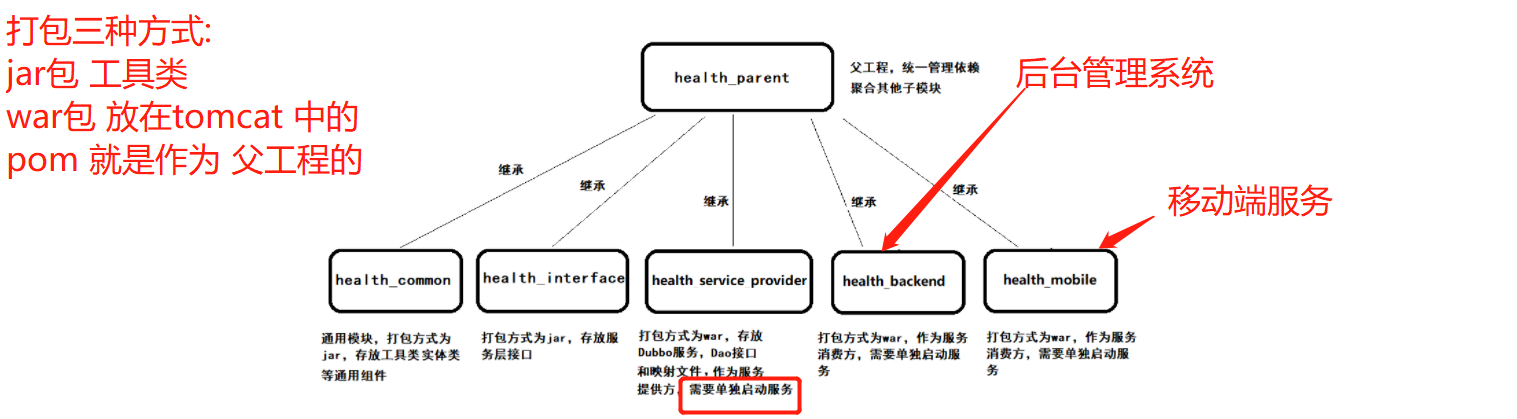 打包三种方式:
jar包 工具类
war包 放在tomcat 中的
pom 就是作为 父工程的
health_parent
父工程，统一管理依赖
聚合其他子模块
后台管理系统
移动端服务
继承
继承
继承
继承
继承
health_common
health_interface
health service provider
health_backend
health_mobile
通用模块，打包方式为
jar，存放工具类实体类
等通用组件
打包方式为jar，存放服
务层接口
打包方式为war，存放
Dubbo服务，Dao接口
和映射文件，作为服务
提供方，需要单独启动服务
打包方式为war，作为服务
消费方，需要单独启动服
务
打包方式为war，作为服务
消费方，需要单独启动服
务